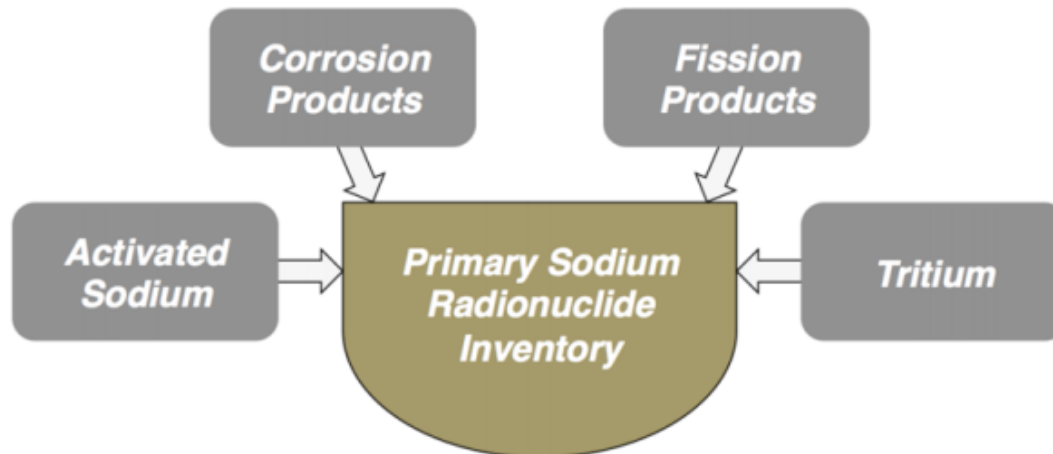 Corrosion
Products
Fission
Products
Activated
Sodium
Primary Sodium
Radionuclide
Inventory
Tritium